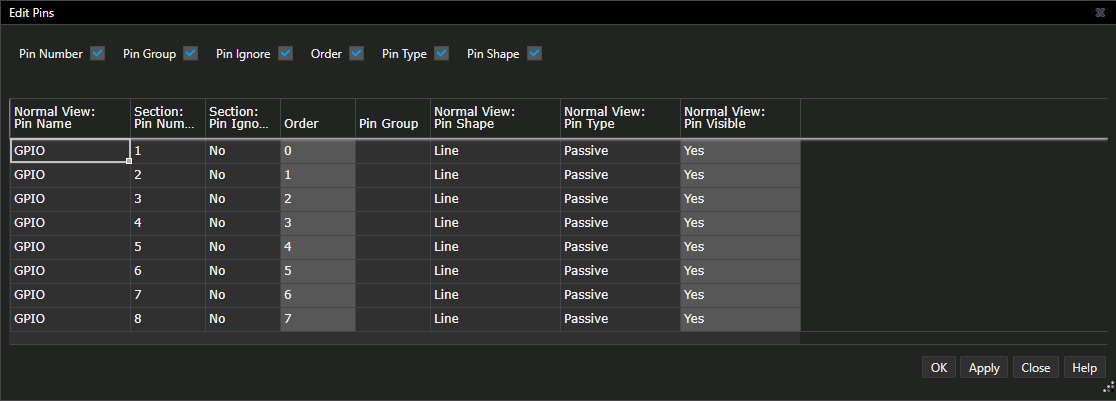 Edit Pins
Pin Number Pin Group Pin Ignore Order Pin Type Pin Shape
Normal View: Section: Section: Normal View: Normal View: Normal View:
Pin Name Pin Num... Pin Igno... Order Pin Group Pin Shape Pin Type Pin Visible
GPIO 1 No 0 Line Passive Yes
GPIO 2 No 1 Line Passive Yes
GPIO 3 No 2 Line Passive Yes
GPIO 4 No 3 Line Passive Yes
GPIO 5 No 4 Line Passive Yes
GPIO 6 No 5 Line Passive Yes
GPIO 7 No 6 Line Passive Yes
GPIO 8 No 7 Line Passive Yes
OK Apply Close Help